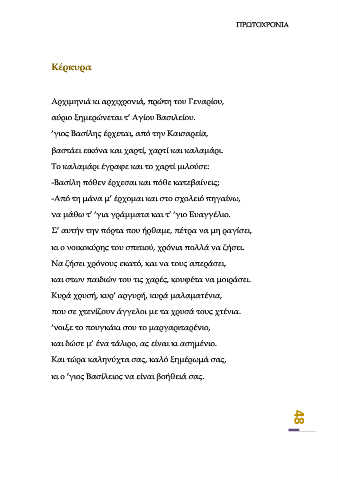 ΠΡΩΤΟΧΡΟΝΙΑ
Κέρκυρα
Αρχιμηνιά κι αρχιχρονιά, πρώτη του Γεναρίου,
αύριο ξημερώνεται τ’ Αγίου Βασιλείου.
‘γιος Βασίλης έρχεται, από την Καισαρεία,
βαστάει εικόνα και χαρτί, χαρτί και καλαμάρι.
Το καλαμάρι έγραφε και το χαρτί μιλούσε:
-Βασίλη πόθεν έρχεσαι και πόθε κατεβαίνεις;
-Από τη μάνα μ’ έρχομαι και στο σχολειό πηγαίνω,
να μάθω τ’ ‘για γράμματα και τ’ ‘γιο Ευαγγέλιο.
Σ’ αυτήν την πόρτα που ήρθαμε, πέτρα να μη ραγίσει,
κι ο νοικοκύρης του σπιτιού, χρόνια πολλά να ζήσει.
Να ζήσει χρόνους εκατό, και να τους απεράσει,
και στων παιδιών του τις χαρές, κουφέτα να μοιράσει.
Κυρά χρυσή, κυρ’ αργυρή, κυρά μαλαματένια,
που σε χτενίζουν άγγελοι με τα χρυσά τους χτένια.
‘νοιξε το πουγκάκι σου το μαργαριταρένιο,
και δώσε μ’ ένα τάλιρο, ας είναι κι ασημένιο.
Και τώρα καληνύχτα σας, καλό ξημέρωμά σας,
κι ο ‘γιος Βασίλειος να είναι βοήθειά σας.
48